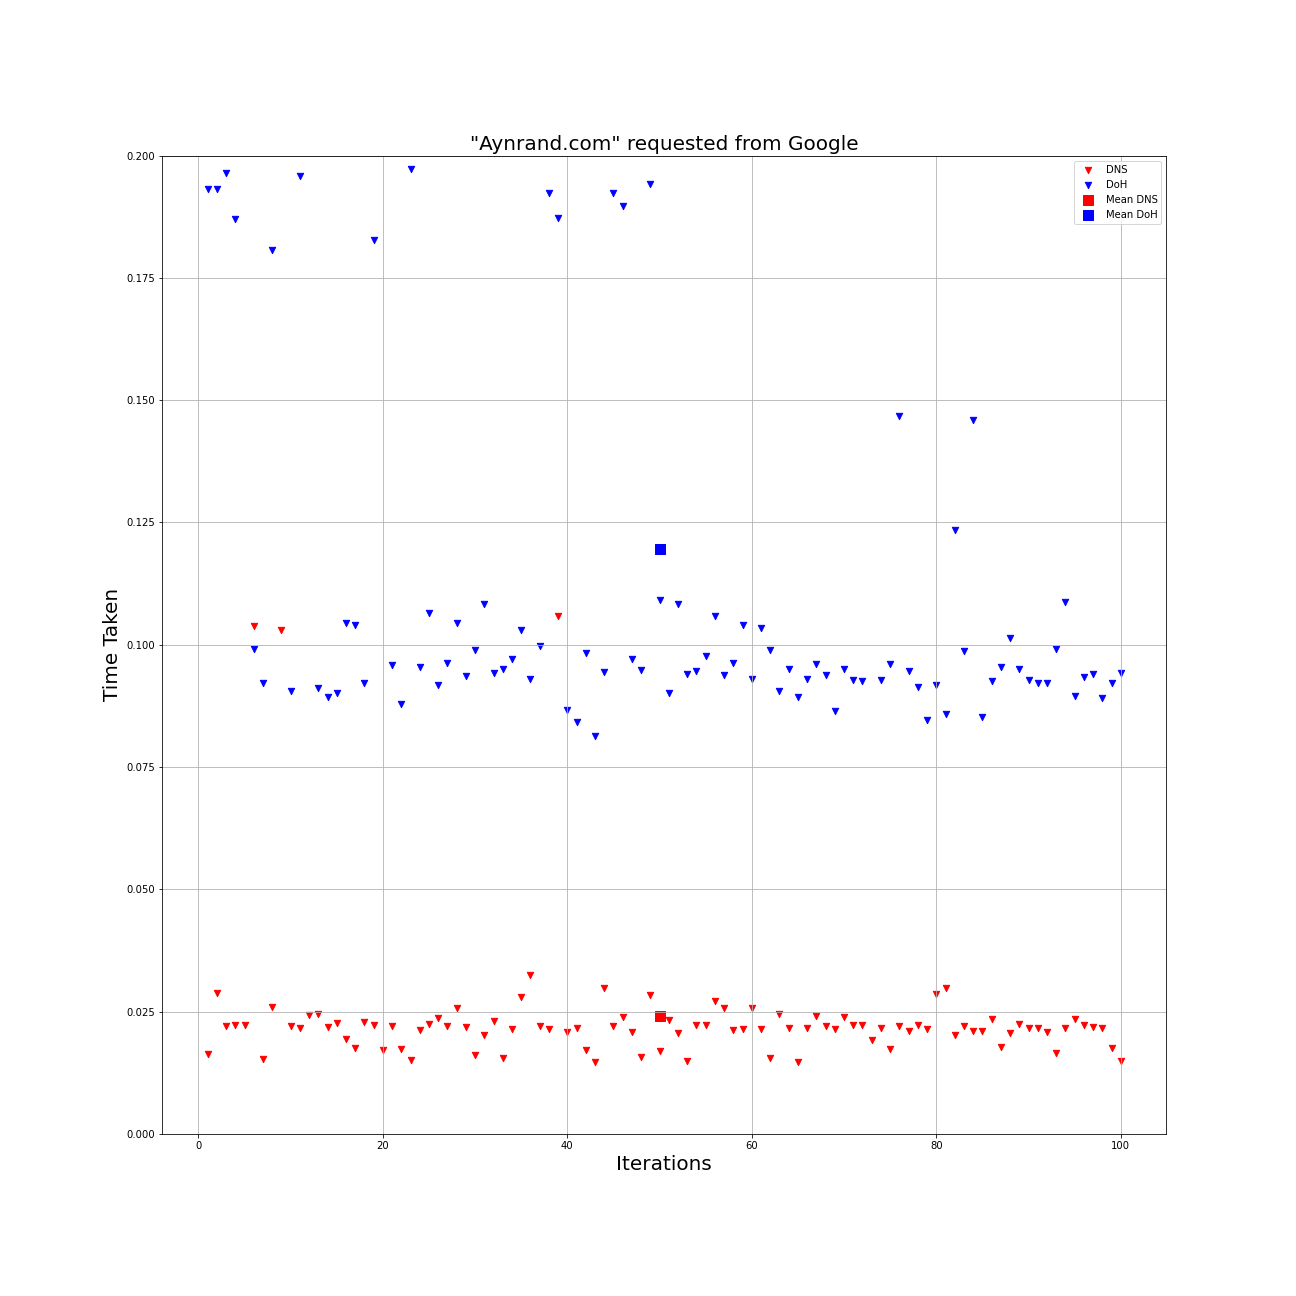 "Aynrand.com" requested from Google
DNS
DoH
Mean DNS
Mean DoH
Time Taken
0.200
0.175
0.150
0.125
0.100
0.075
0.050
0.025
0.000
0 20 40 60 80 100
Iterations